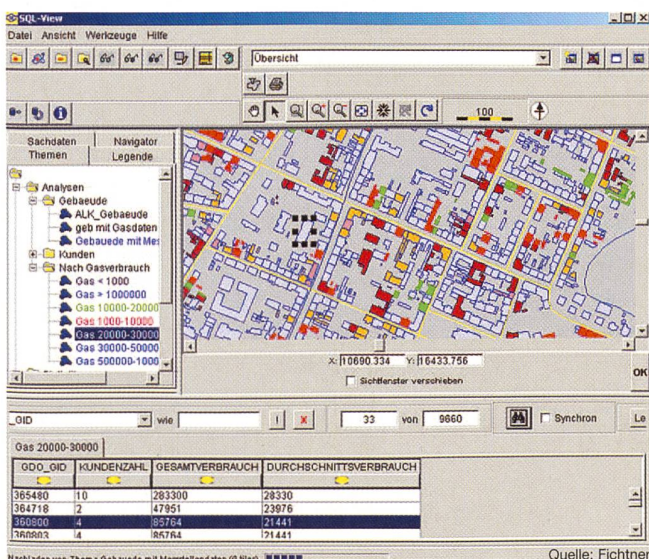 SQL-View
Datei Ansicht Werkzeuge Hilfe
Übersicht
100
Sachdaten Navigator
Themen Legende
Analysen
Gebaeude
ALK_Gebaeude
geb mit Gasdaten
Gebaeude mit Mes
Kunden
Nach Gasverbrauch
Gas < 1000
Gas > 1000000
Gas 10000-20000
Gas 1000-10000
Gas 20000-30000
Gas 30000-50000
Gas 500000-1000
X: 10690.334 Y: 16433.756
Sichtfenster verschieben
OK
_GID wie ! X 33 von 9660 Synchron Le
Gas 20000-30000
GDO_GID KUNDENZAHL GESAMTVERBRAUCH DURCHSCHNITTSVERBRAUCH
365480 10 283300 28330
364718 2 47951 23976
360800 4 85764 21441
360803 4 85764 21441
Quelle: Fichtner